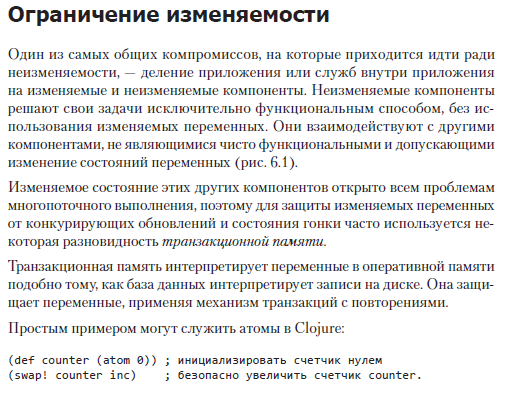 Ограничение изменяемости
Один из самых общих компромиссов, на которые приходится идти ради
неизменяемости, — деление приложения или служб внутри приложения
на изменяемые и неизменяемые компоненты. Неизменяемые компоненты
решают свои задачи исключительно функциональным способом, без ис-
пользования изменяемых переменных. Они взаимодействуют с другими
компонентами, не являющимися чисто функциональными и допускающими
изменение состояний переменных (рис. 6.1).
Изменяемое состояние этих других компонентов открыто всем проблемам
многопоточного выполнения, поэтому для защиты изменяемых переменных
от конкурирующих обновлений и состояния гонки часто используется не-
которая разновидность транзакционной памяти.
Транзакционная память интерпретирует переменные в оперативной памяти
подобно тому, как база данных интерпретирует записи на диске. Она защи-
щает переменные, применяя механизм транзакций с повторениями.
Простым примером могут служить атомы в Clojure:
(def counter (atom 0)) ; инициализировать счетчик нулем
(swap! counter inc)    ; безопасно увеличить счетчик counter.